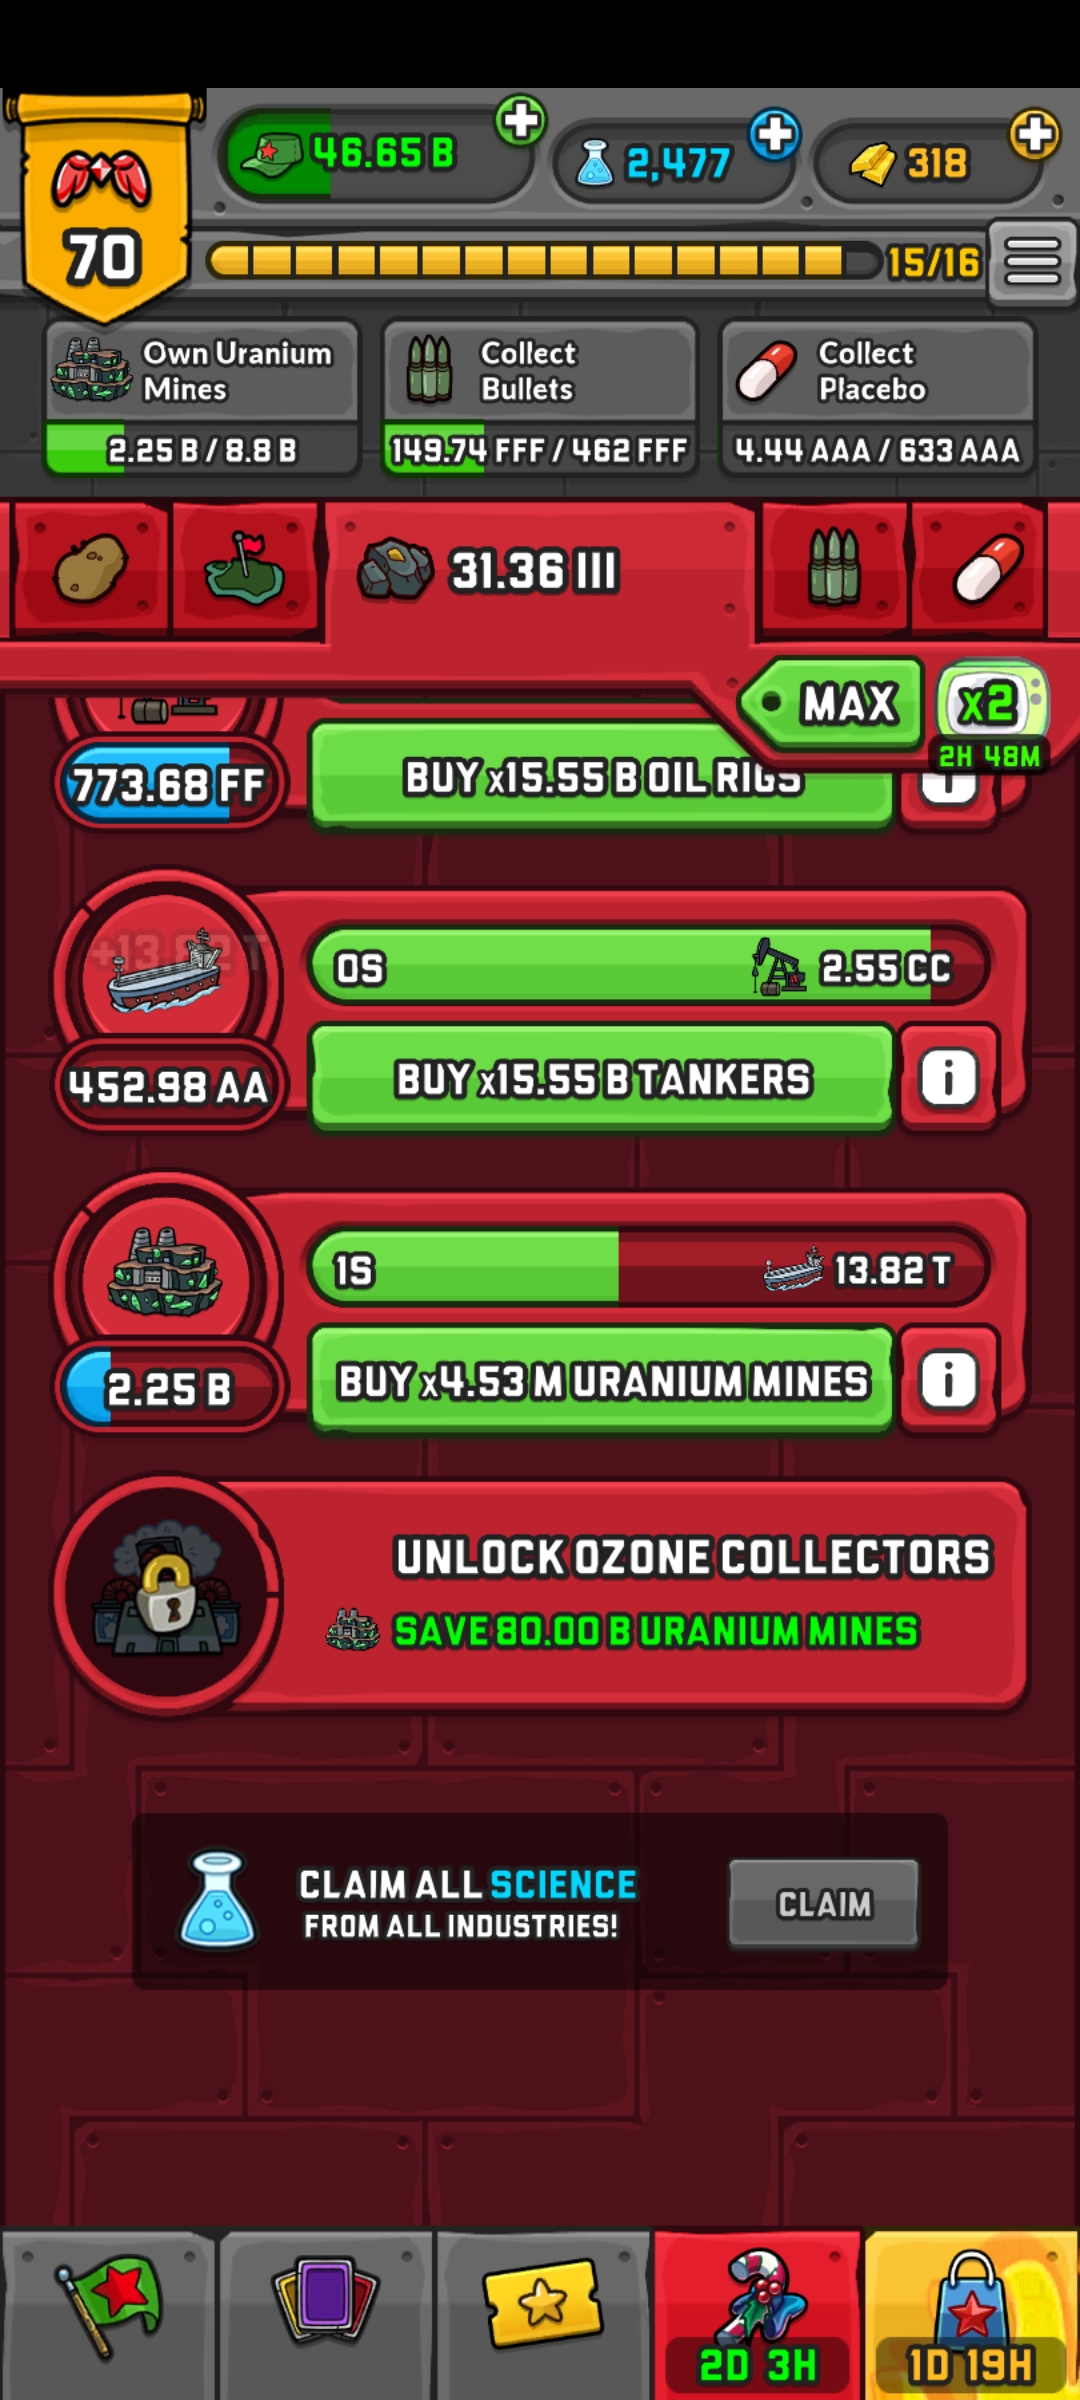 46.65 B
2,477
318
70
15/16
Own Uranium Mines
2.25 B / 8.8 B
Collect Bullets
149.74 FFF / 462 FFF
Collect Placebo
4.44 AAA / 633 AAA
31.36 III
MAX
x2
2H 48M
773.68 FF
BUY x15.55 B OIL RIGS
+13.82 T
0S
2.55 CC
452.98 AA
BUY x15.55 B TANKERS
i
1S
13.82 T
2.25 B
BUY x4.53 M URANIUM MINES
i
UNLOCK OZONE COLLECTORS
SAVE 80.00 B URANIUM MINES
CLAIM ALL SCIENCE
FROM ALL INDUSTRIES!
CLAIM
2D 3H
1D 19H